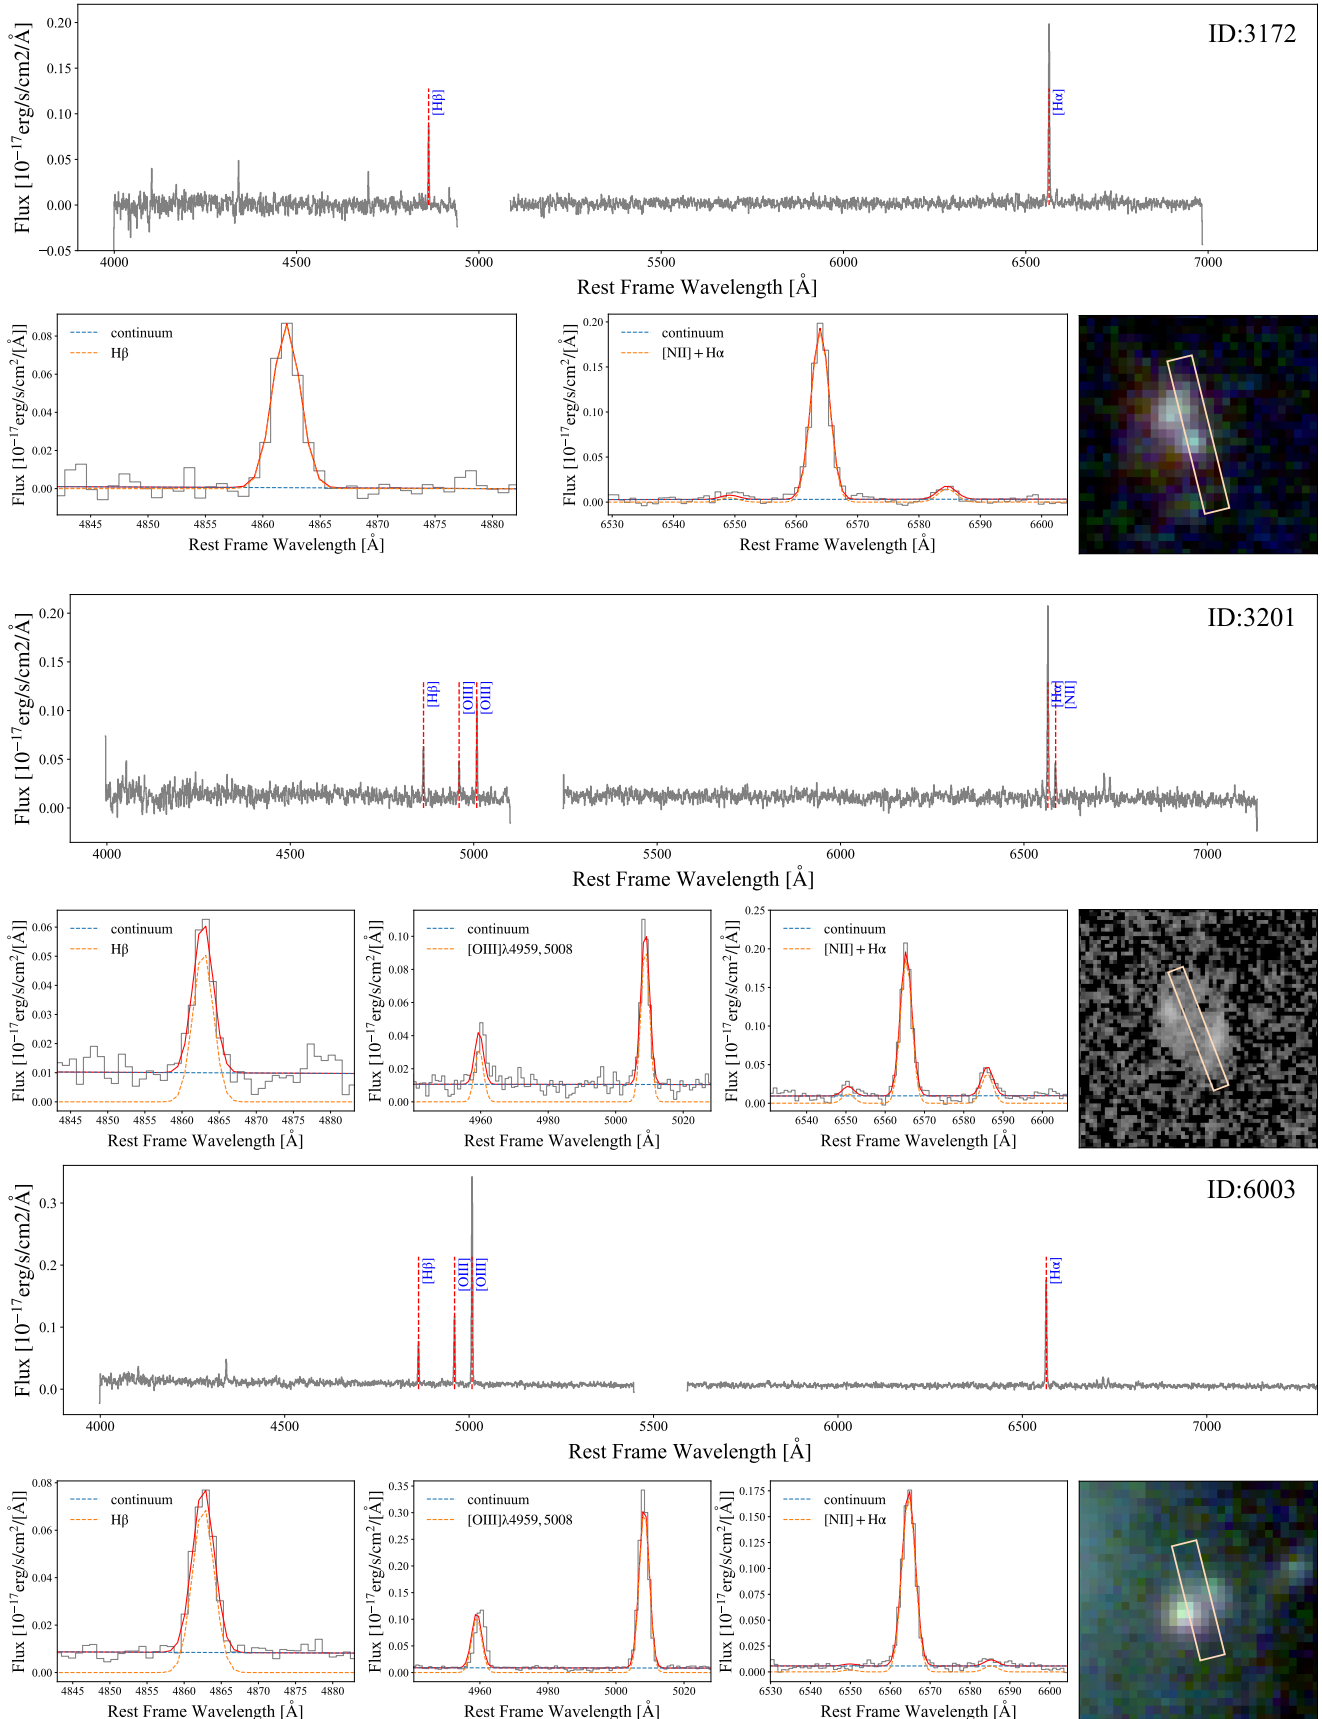 ID:3172
Flux [10⁻¹⁷erg/s/cm2/Å]
0.20
0.15
0.10
0.05
0.00
−0.05
[Hβ]
[Hα]
4000 4500 5000 5500 6000 6500 7000
Rest Frame Wavelength [Å]
Flux [10⁻¹⁷erg/s/cm²/[Å]]
0.08
0.06
0.04
0.02
0.00
continuum
Hβ
4845 4850 4855 4860 4865 4870 4875 4880
Rest Frame Wavelength [Å]
Flux [10⁻¹⁷erg/s/cm²/[Å]]
0.20
0.15
0.10
0.05
0.00
continuum
[NII]+Hα
6530 6540 6550 6560 6570 6580 6590 6600
Rest Frame Wavelength [Å]
ID:3201
Flux [10⁻¹⁷erg/s/cm2/Å]
0.20
0.15
0.10
0.05
0.00
[Hβ]
[OIII]
[OIII]
[Hα]
[NII]
4000 4500 5000 5500 6000 6500 7000
Rest Frame Wavelength [Å]
Flux [10⁻¹⁷erg/s/cm²/[Å]]
0.06
0.05
0.04
0.03
0.02
0.01
0.00
continuum
Hβ
4845 4850 4855 4860 4865 4870 4875 4880
Rest Frame Wavelength [Å]
Flux [10⁻¹⁷erg/s/cm²/[Å]]
0.10
0.08
0.06
0.04
0.02
0.00
continuum
[OIII]λ4959,5008
4960 4980 5000 5020
Rest Frame Wavelength [Å]
Flux [10⁻¹⁷erg/s/cm²/[Å]]
0.25
0.20
0.15
0.10
0.05
0.00
continuum
[NII]+Hα
6540 6550 6560 6570 6580 6590 6600
Rest Frame Wavelength [Å]
ID:6003
Flux [10⁻¹⁷erg/s/cm2/Å]
0.3
0.2
0.1
0.0
[Hβ]
[OIII]
[OIII]
[Hα]
4000 4500 5000 5500 6000 6500 7000
Rest Frame Wavelength [Å]
Flux [10⁻¹⁷erg/s/cm²/[Å]]
0.08
0.06
0.04
0.02
0.00
continuum
Hβ
4845 4850 4855 4860 4865 4870 4875 4880
Rest Frame Wavelength [Å]
Flux [10⁻¹⁷erg/s/cm²/[Å]]
0.35
0.30
0.25
0.20
0.15
0.10
0.05
0.00
continuum
[OIII]λ4959,5008
4960 4980 5000 5020
Rest Frame Wavelength [Å]
Flux [10⁻¹⁷erg/s/cm²/[Å]]
0.175
0.150
0.125
0.100
0.075
0.050
0.025
0.000
continuum
[NII]+Hα
6530 6540 6550 6560 6570 6580 6590 6600
Rest Frame Wavelength [Å]